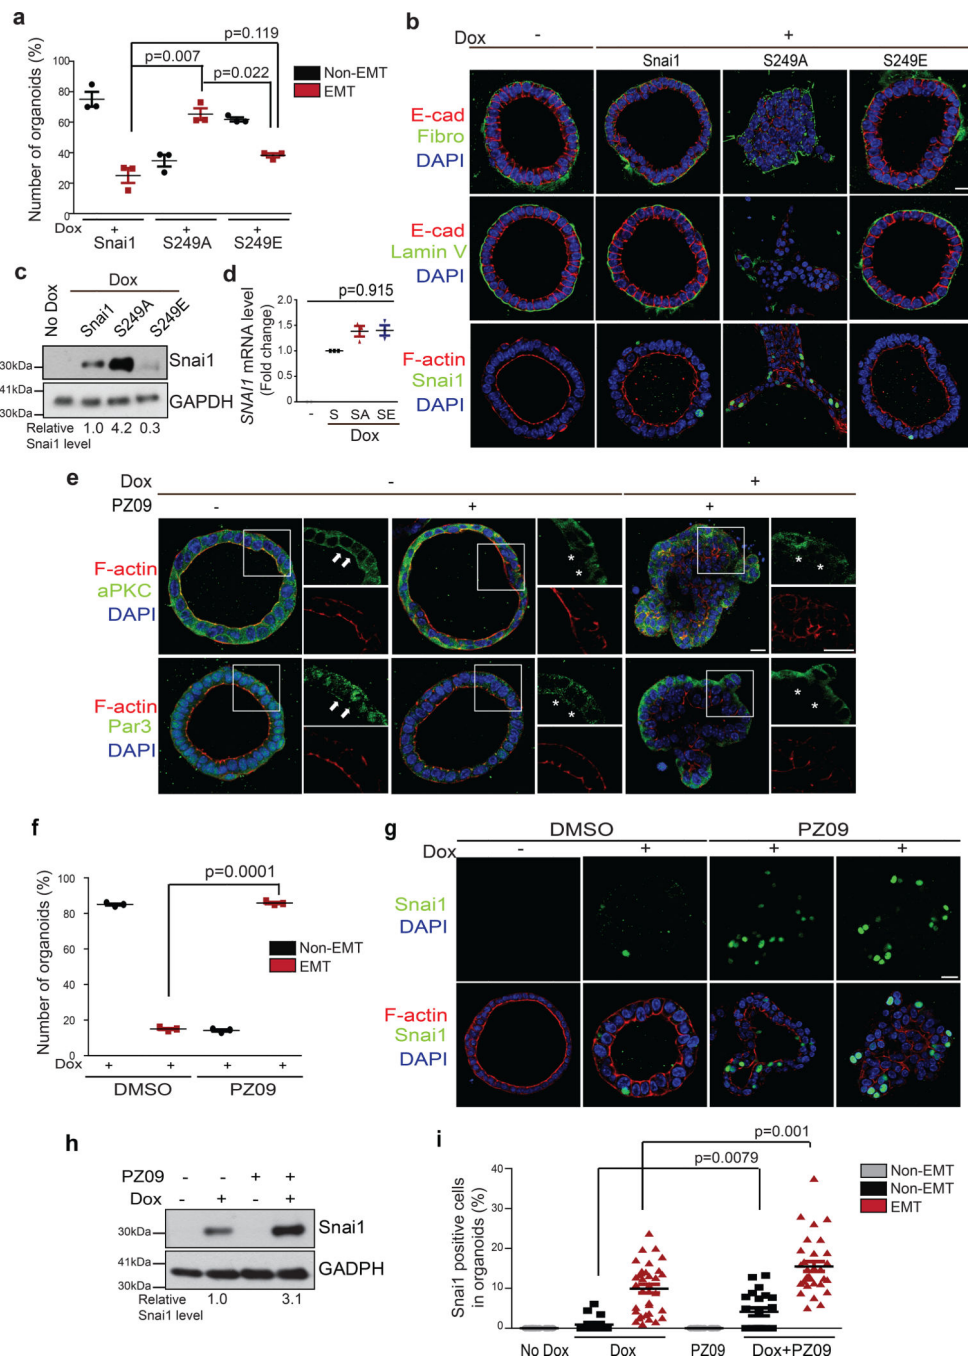 a
p=0.119
p=0.007
p=0.022
Non-EMT
EMT
Number of organoids (%)
100
80
60
40
20
0
Dox
+ + +
Snai1 S249A S249E
b
Dox - +
Snai1 S249A S249E
E-cad
Fibro
DAPI
E-cad
Lamin V
DAPI
F-actin
Snai1
DAPI
c
Dox
No Dox
Snai1
S249A
S249E
30kDa
Snai1
41kDa
GAPDH
30kDa
Relative 1.0 4.2 0.3
Snai1 level
d
p=0.915
SNAI1 mRNA level
(Fold change)
2.0
1.5
1.0
0.5
0.0
- S SA SE
Dox
e
Dox - +
PZ09 - + +
F-actin
aPKC
DAPI
* *
* *
F-actin
Par3
DAPI
* *
*
f
p=0.0001
Number of organoids (%)
100
80
60
40
20
0
Non-EMT
EMT
Dox + + + +
DMSO PZ09
g
DMSO PZ09
Dox - + + +
Snai1
DAPI
F-actin
Snai1
DAPI
h
PZ09 - - + +
Dox - + - +
30kDa
Snai1
41kDa
GADPH
30kDa
Relative 1.0 3.1
Snai1 level
i
p=0.001
p=0.0079
Non-EMT
Non-EMT
EMT
Snai1 positive cells
in organoids (%)
40
30
20
10
0
No Dox Dox PZ09 Dox+PZ09